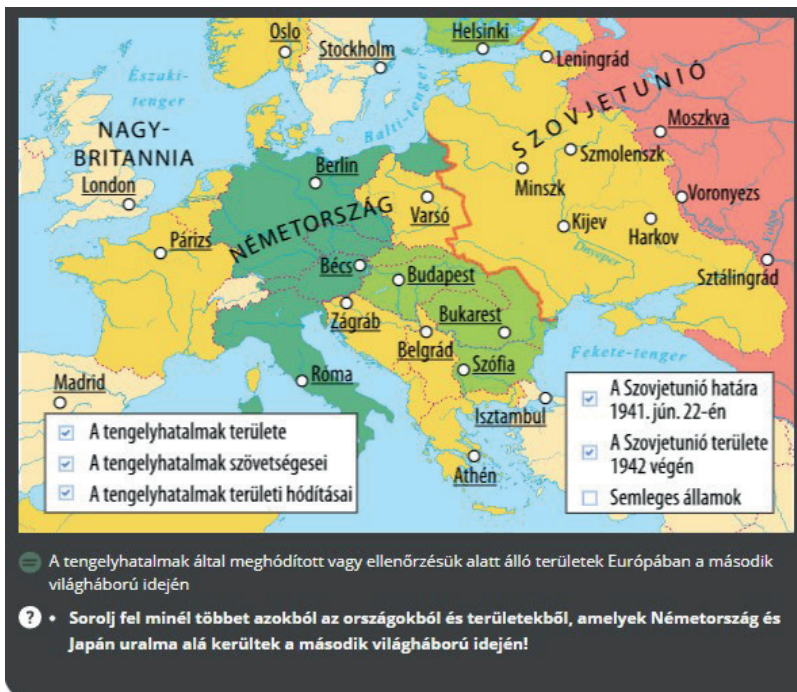 Oslo
Helsinki
Stockholm
Leningrád
Északi-
tenger
Balti-tenger
SZOVJETUNIÓ
Moszkva
NAGY-
BRITANNIA
Szmolenszk
Berlin
Minszk
London
NÉMETORSZÁG
Varsó
Voronyezs
Párizs
Kijev
Harkov
Don
Volga
Dnyeper
Bécs
Budapest
Sztálingrád
Zágráb
Bukarest
Belgrád
Fekete-tenger
Szófia
Madrid
Róma
Isztambul
Athén
A tengelyhatalmak területe
A tengelyhatalmak szövetségesei
A tengelyhatalmak területi hódításai
A Szovjetunió határa
1941. jún. 22-én
A Szovjetunió területe
1942 végén
Semleges államok
A tengelyhatalmak által meghódított vagy ellenőrzésük alatt álló területek Európában a második
világháború idején
? • Sorolj fel minél többet azokból az országokból és területekből, amelyek Németország és
Japán uralma alá kerültek a második világháború idején!